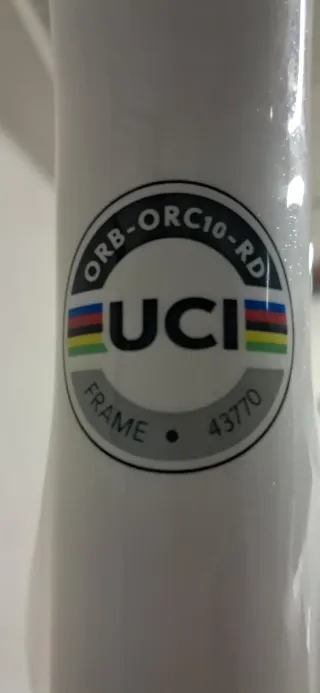 ORB-ORC10-RD
UCI
FRAME • 43770